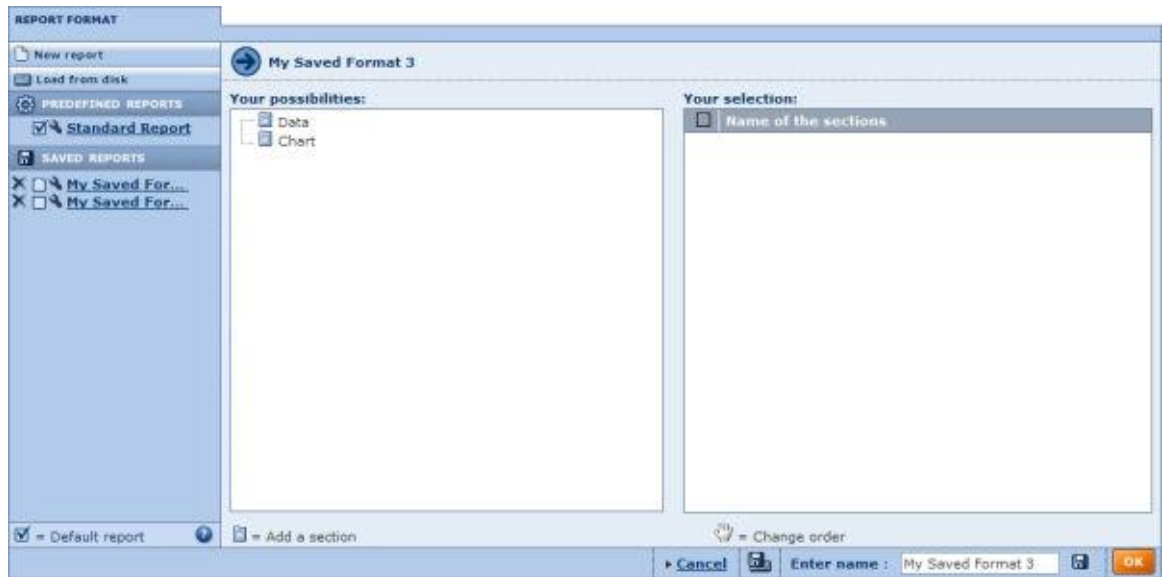 REPORT FORMAT
New report
Load from disk
PREDEFINED REPORTS
Standard Report
SAVED REPORTS
My Saved For...
My Saved For...
= Default report
My Saved Format 3
Your possibilities:
Data
Chart
= Add a section
Your selection:
Name of the sections
= Change order
Cancel
Enter name :
My Saved Format 3
OK